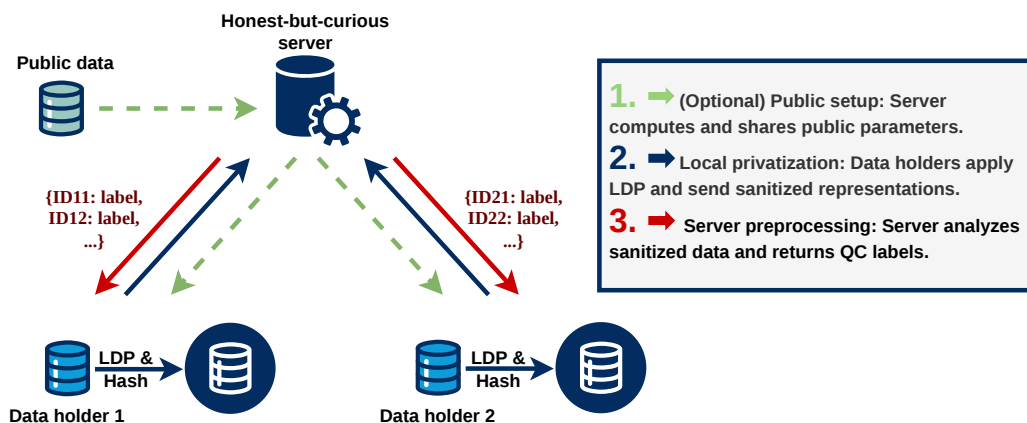 Honest-but-curious
server
Public data
1. (Optional) Public setup: Server
computes and shares public parameters.
2. Local privatization: Data holders apply
LDP and send sanitized representations.
3. Server preprocessing: Server analyzes
sanitized data and returns QC labels.
{ID11: label,
ID12: label,
...}
{ID21: label,
ID22: label,
...}
LDP &
Hash
Data holder 1
LDP &
Hash
Data holder 2